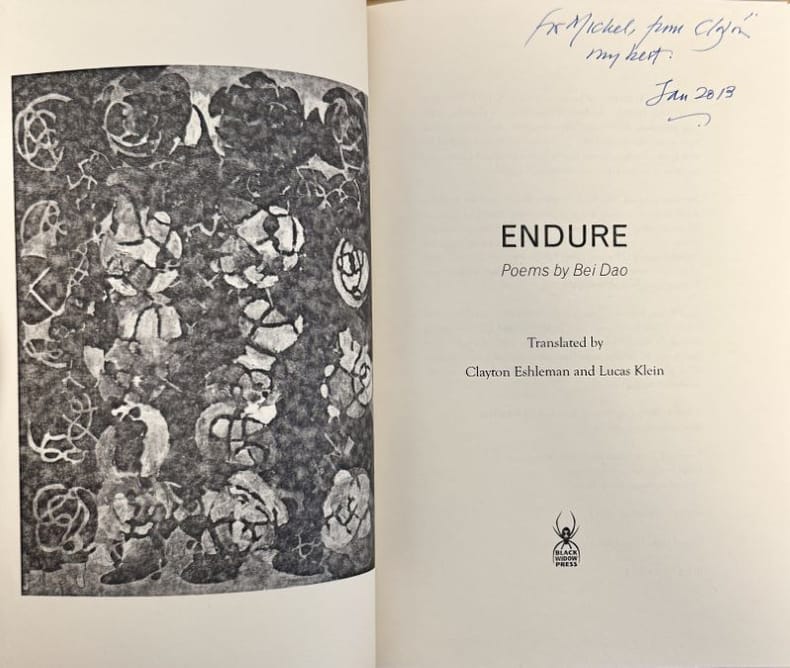 for Michel, from Clayton
my best
Jan 2013
ENDURE
Poems by Bei Dao
Translated by
Clayton Eshleman and Lucas Klein
BLACK
WIDOW
PRESS